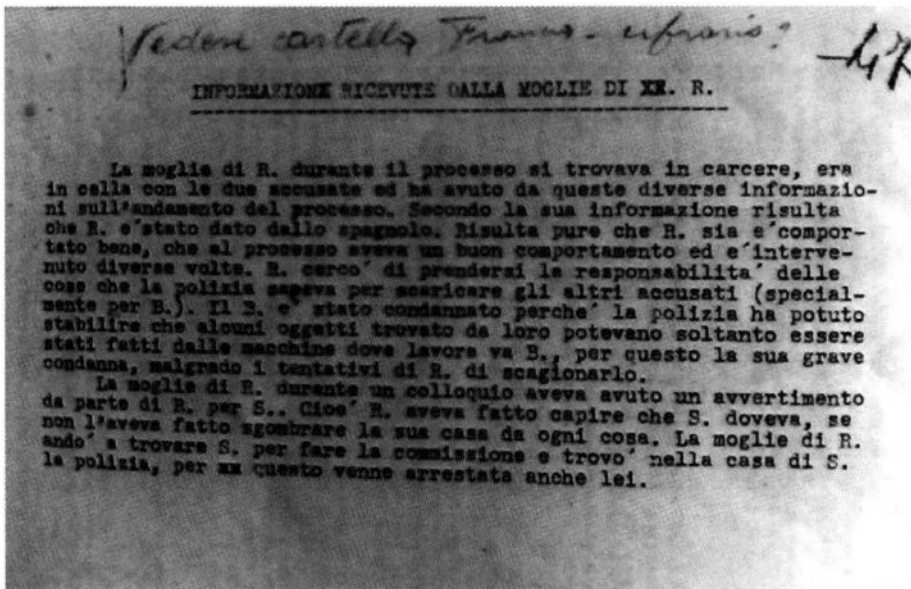 Vedere cartella Franco -
-47
INFORMAZIONE RICEVUTE DALLA MOGLIE DI XX. R.
La moglie di R. durante il processo si trovava in carcere, era
in cella con le due accusate ed ha avuto da queste diverse informazio-
ni sull'andamento del processo. Secondo la sua informazione risulta
che R. e'stato dato dallo spagnolo. Risulta pure che R. sia e'compor-
tato bene, che al processo aveva un buon comportamento ed e'interve-
nuto diverse volte. R. cerco' di prendersi le responsabilita' delle
cose che la polizia sapeva per scaricare gli altri accusati (special-
mente per B.). Il B. e' stato condannato perche' la polizia ha potuto
stabilire che alcuni oggetti trovato da loro potevano soltanto essere
stati fatti dalle macchine dove lavora va B., per questo la sua grave
condanna, malgrado i tentativi di R. di scagionarlo.
La moglie di R. durante un colloquio aveva avuto un avvertimento
da parte di R. per S.. Cioe' R. aveva fatto capire che S. doveva, se
non l'aveva fatto sgombrare la sua casa da ogni cosa. La moglie di R.
ando' a trovare S. per fare la commissione e trovo' nella casa di S.
la polizia, per xx questo venne arrestata anche lei.